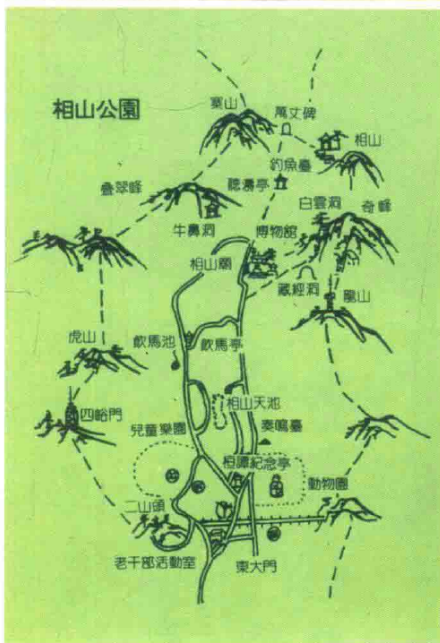 相山公園
寨山
萬丈碑
相山
釣魚臺
聽濤亭
疊翠峰
白雲洞
奇峰
牛鼻洞
博物館
相山廟
藏經洞
鳳山
飲馬池
飲馬亭
虎山
相山天池
四峪門
兒童樂園
奏鳴臺
桓譚紀念亭
動物園
二山頭
老干部活動室
東大門